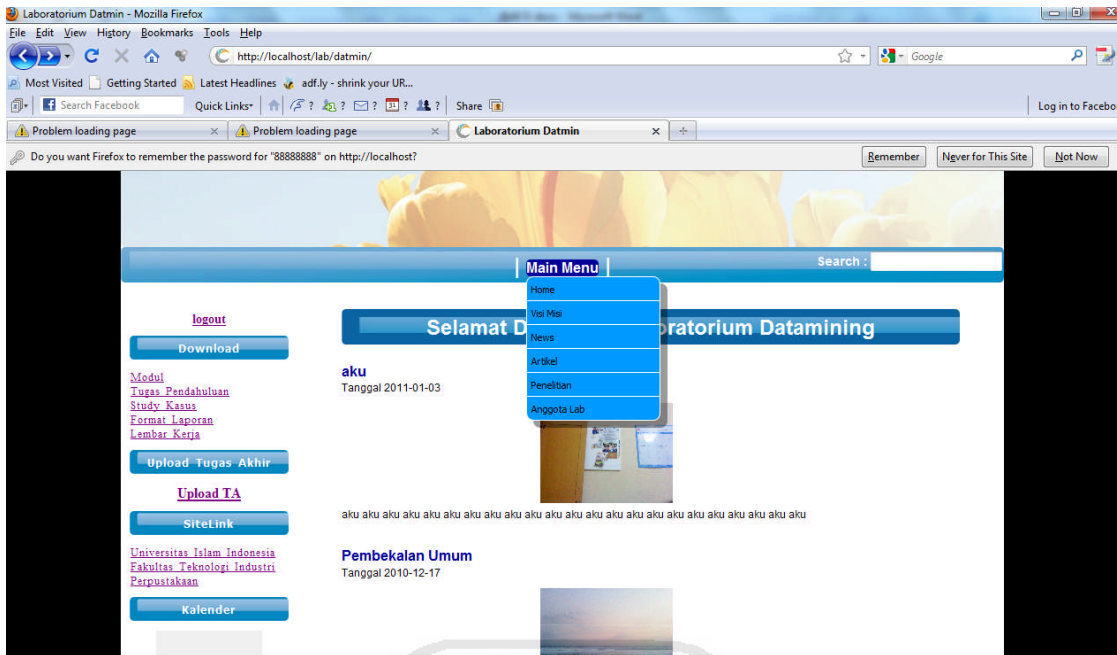 Laboratorium Datmin - Mozilla Firefox
File Edit View History Bookmarks Tools Help
http://localhost/lab/datmin/
Google
Most Visited Getting Started Latest Headlines adf.ly - shrink your UR...
Search Facebook Quick Links ? ? ? ? ? Share Log in to Facebo
Problem loading page Problem loading page Laboratorium Datmin
Do you want Firefox to remember the password for "88888888" on http://localhost? Remember Never for This Site Not Now
| Main Menu | Search :
Home
Visi Misi
News
Artikel
Penelitian
Anggota Lab
logout
Download
Modul
Tugas Pendahuluan
Study Kasus
Format Laporan
Lembar Kerja
Upload Tugas Akhir
Upload TA
SiteLink
Universitas Islam Indonesia
Fakultas Teknologi Industri
Perpustakaan
Kalender
Selamat D ratorium Datamining
aku
Tanggal 2011-01-03
aku aku aku aku aku aku aku aku aku aku aku aku aku aku aku aku aku aku aku aku aku aku aku
Pembekalan Umum
Tanggal 2010-12-17